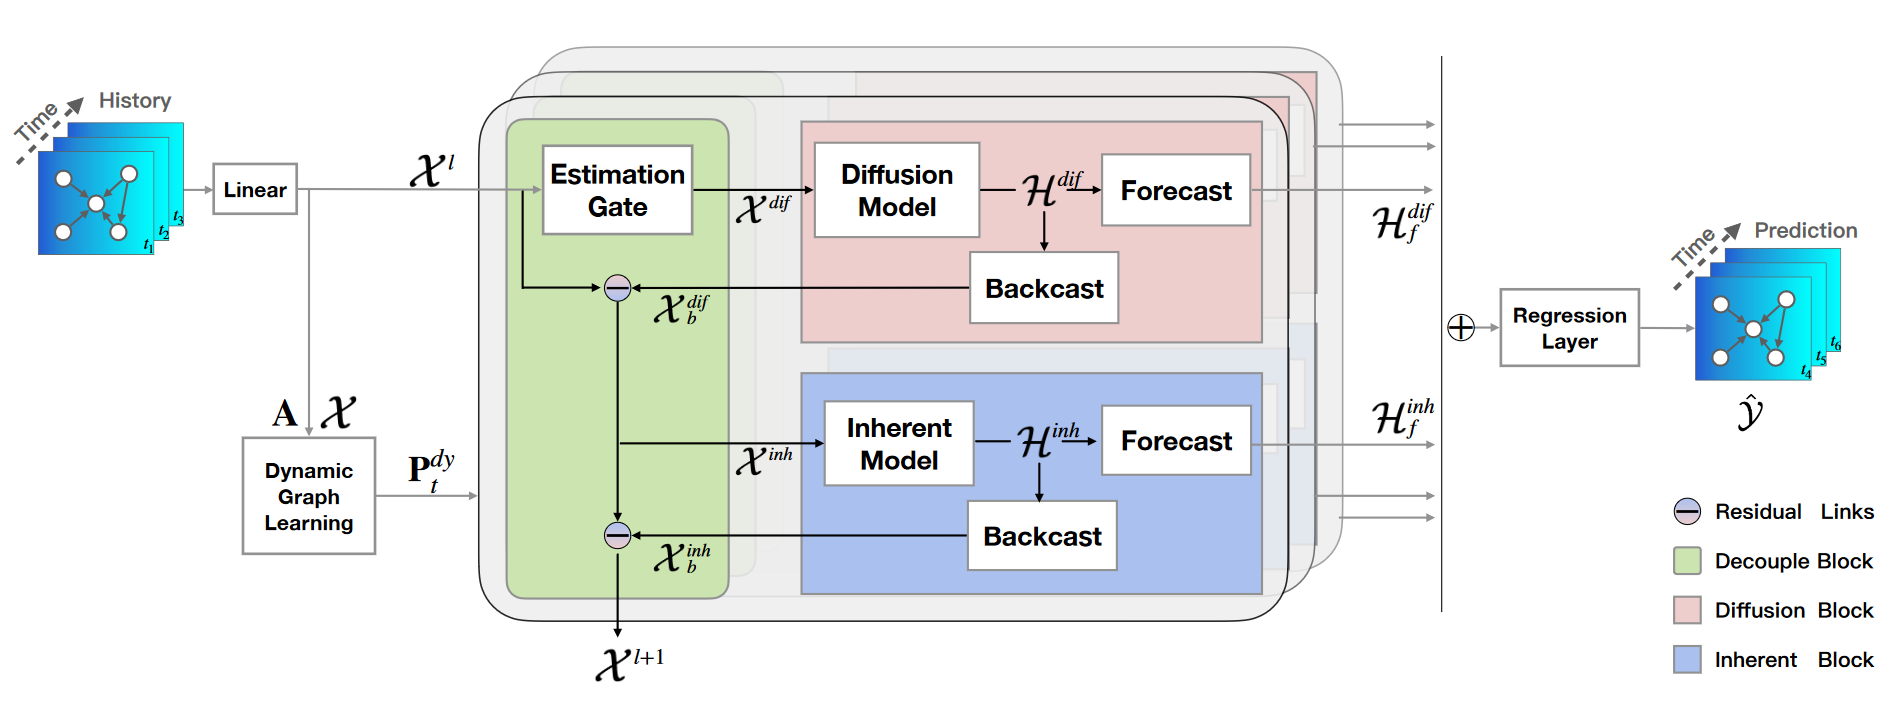 Time
History
t₁
t₂
t₃
Linear
𝒳ˡ
A 𝒳
Dynamic
Graph
Learning
P_t^{dy}
Estimation
Gate
𝒳^{dif}
Diffusion
Model
ℋ^{dif}
Forecast
Backcast
𝒳_b^{dif}
ℋ_f^{dif}
𝒳^{inh}
Inherent
Model
ℋ^{inh}
Forecast
Backcast
𝒳_b^{inh}
ℋ_f^{inh}
𝒳^{l+1}
Regression
Layer
Time
Prediction
t₄
t₅
t₆
𝒴̂
Residual Links
Decouple Block
Diffusion Block
Inherent Block